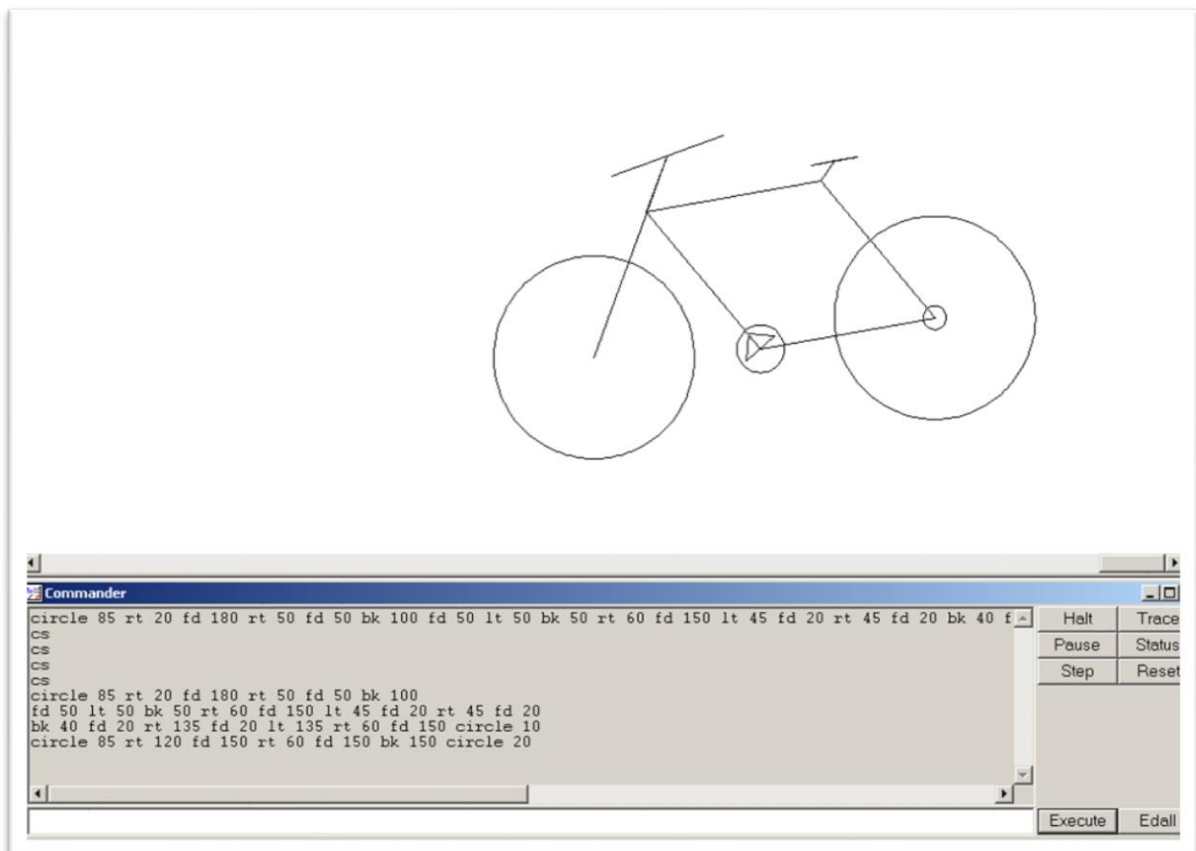 Commander
circle 85 rt 20 fd 180 rt 50 fd 50 bk 100 fd 50 lt 50 bk 50 rt 60 fd 150 lt 45 fd 20 rt 45 fd 20 bk 40 f
cs
cs
cs
cs
circle 85 rt 20 fd 180 rt 50 fd 50 bk 100
fd 50 lt 50 bk 50 rt 60 fd 150 lt 45 fd 20 rt 45 fd 20
bk 40 fd 20 rt 135 fd 20 lt 135 rt 60 fd 150 circle 10
circle 85 rt 120 fd 150 rt 60 fd 150 bk 150 circle 20
Halt Trace
Pause Status
Step Reset
Execute Edall